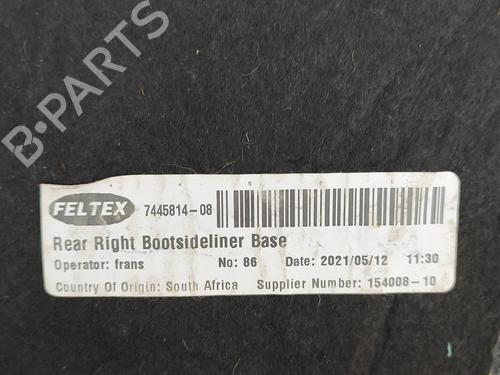 B-PARTS
FELTEX 7445814-08
Rear Right Bootsideliner Base
Operator: frans No: 86 Date: 2021/05/12 11:30
Country Of Origin: South Africa Supplier Number: 154008-10